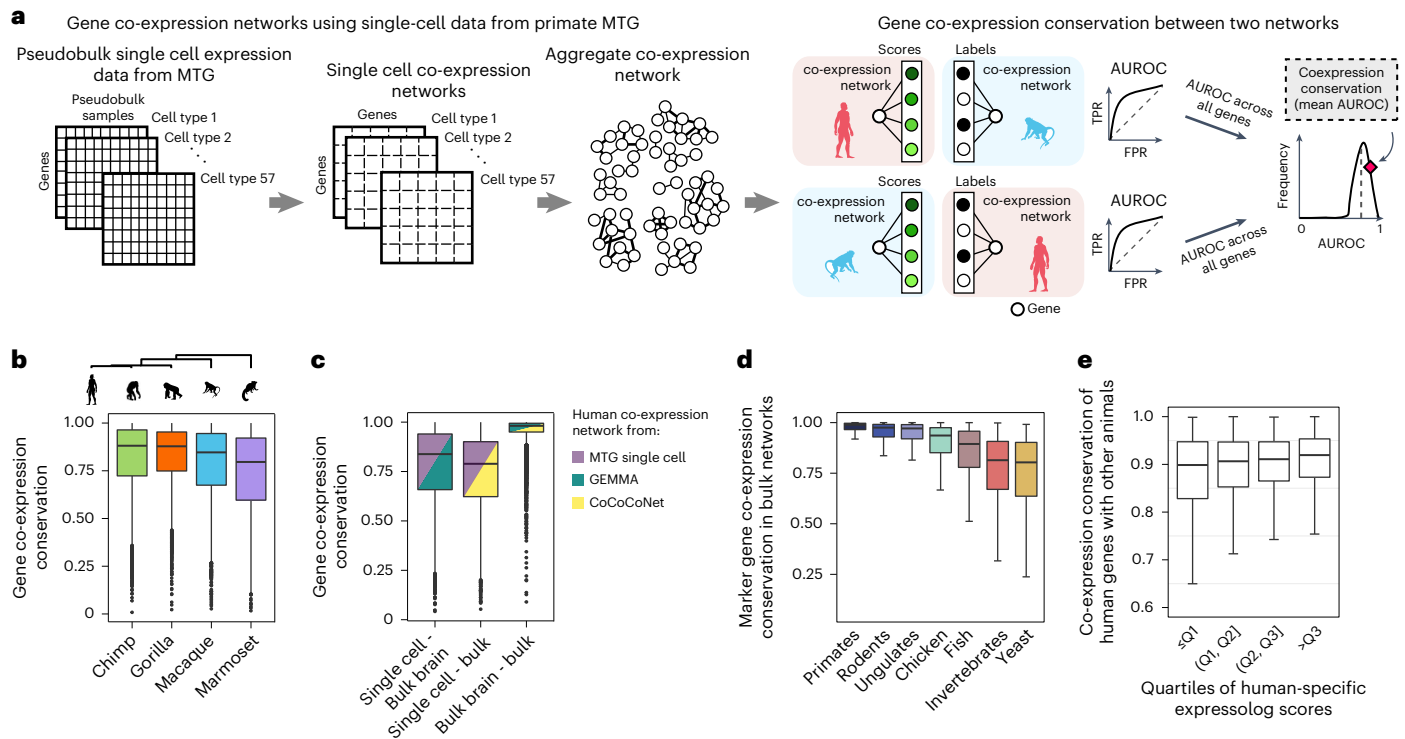 a
Gene co-expression networks using single-cell data from primate MTG
Pseudobulk single cell expression
data from MTG
Pseudobulk
samples
Genes
Cell type 1
Cell type 2
Cell type 57
Single cell co-expression
networks
Genes
Genes
Cell type 1
Cell type 2
Cell type 57
Aggregate co-expression
network
Gene co-expression conservation between two networks
Scores
Labels
co-expression
network
co-expression
network
AUROC
TPR
FPR
AUROC across
all genes
Scores
Labels
co-expression
network
co-expression
network
AUROC
TPR
FPR
AUROC across
all genes
Gene
Coexpression
conservation
(mean AUROC)
Frequency
0
1
AUROC
b
Gene co-expression
conservation
1.00
0.75
0.50
0.25
0
Chimp
Gorilla
Macaque
Marmoset
c
Gene co-expression
conservation
1.00
0.75
0.50
0.25
0
Single cell -
Bulk brain
Single cell - bulk
Bulk brain - bulk
Human co-expression
network from:
MTG single cell
GEMMA
CoCoCoNet
d
Marker gene co-expression
conservation in bulk networks
1.00
0.75
0.50
0.25
Primates
Rodents
Ungulates
Chicken
Fish
Invertebrates
Yeast
e
Co-expression conservation of
human genes with other animals
1.0
0.9
0.8
0.7
0.6
≤Q1
(Q1, Q2]
(Q2, Q3]
>Q3
Quartiles of human-specific
expressolog scores